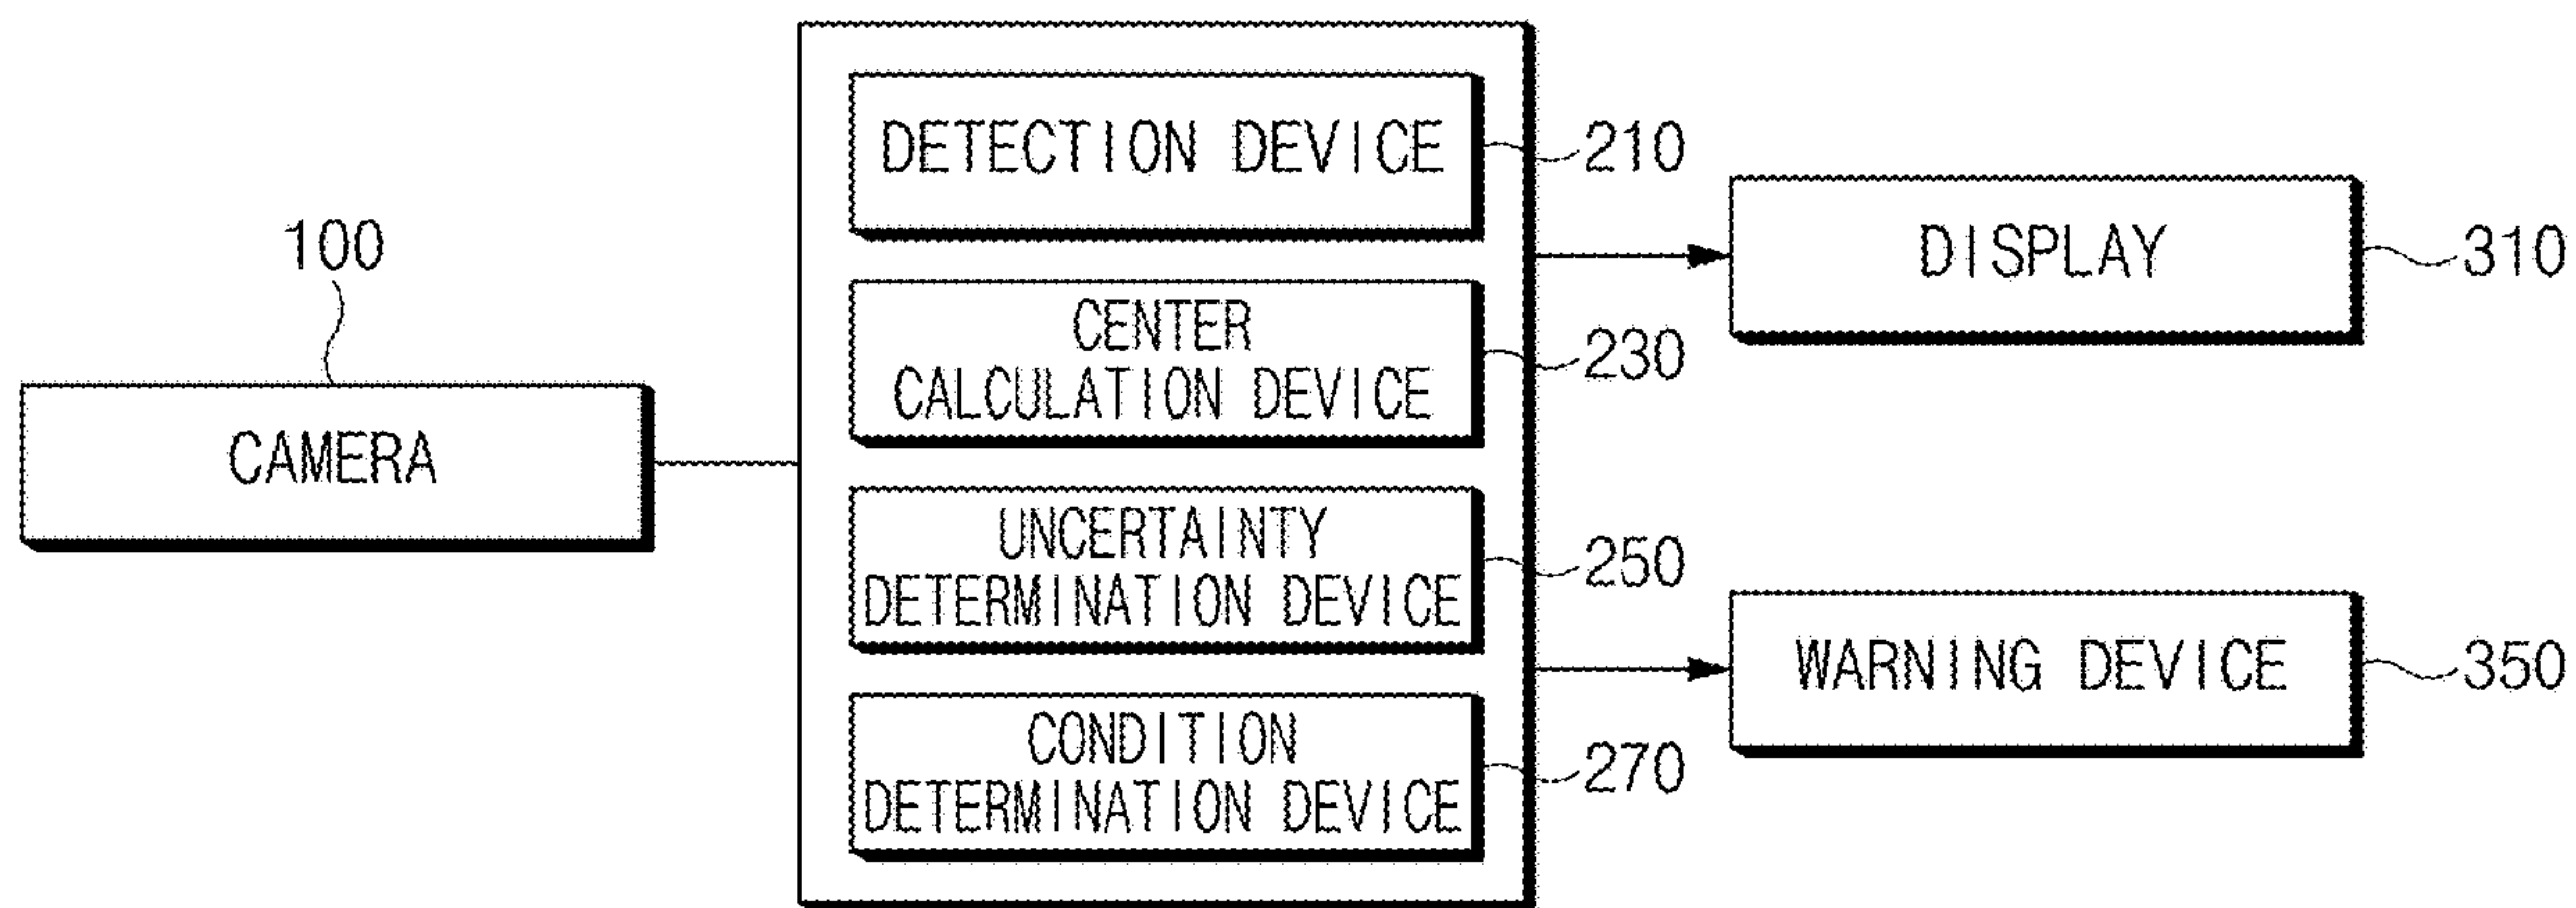 100
CAMERA
DETECTION DEVICE
210
CENTER
CALCULATION DEVICE
230
UNCERTAINTY
DETERMINATION DEVICE
250
CONDITION
DETERMINATION DEVICE
270
DISPLAY
310
WARNING DEVICE
350